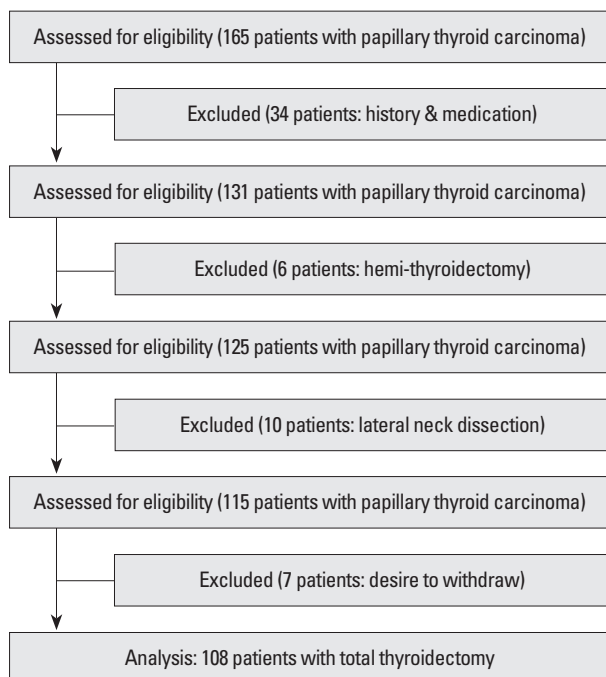 Assessed for eligibility (165 patients with papillary thyroid carcinoma)
Excluded (34 patients: history & medication)
Assessed for eligibility (131 patients with papillary thyroid carcinoma)
Excluded (6 patients: hemi-thyroidectomy)
Assessed for eligibility (125 patients with papillary thyroid carcinoma)
Excluded (10 patients: lateral neck dissection)
Assessed for eligibility (115 patients with papillary thyroid carcinoma)
Excluded (7 patients: desire to withdraw)
Analysis: 108 patients with total thyroidectomy